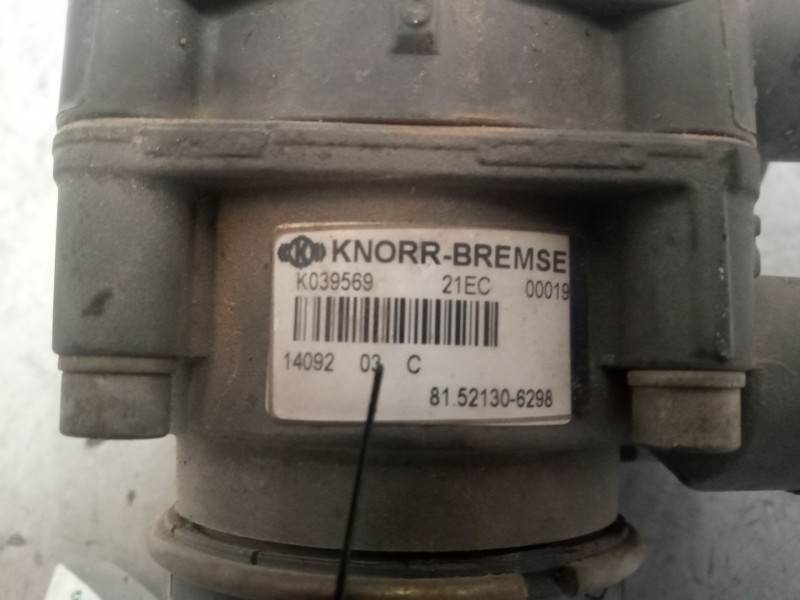 KNORR-BREMSE
K039569 21EC 00019
14092 03 C
81.52130-6298